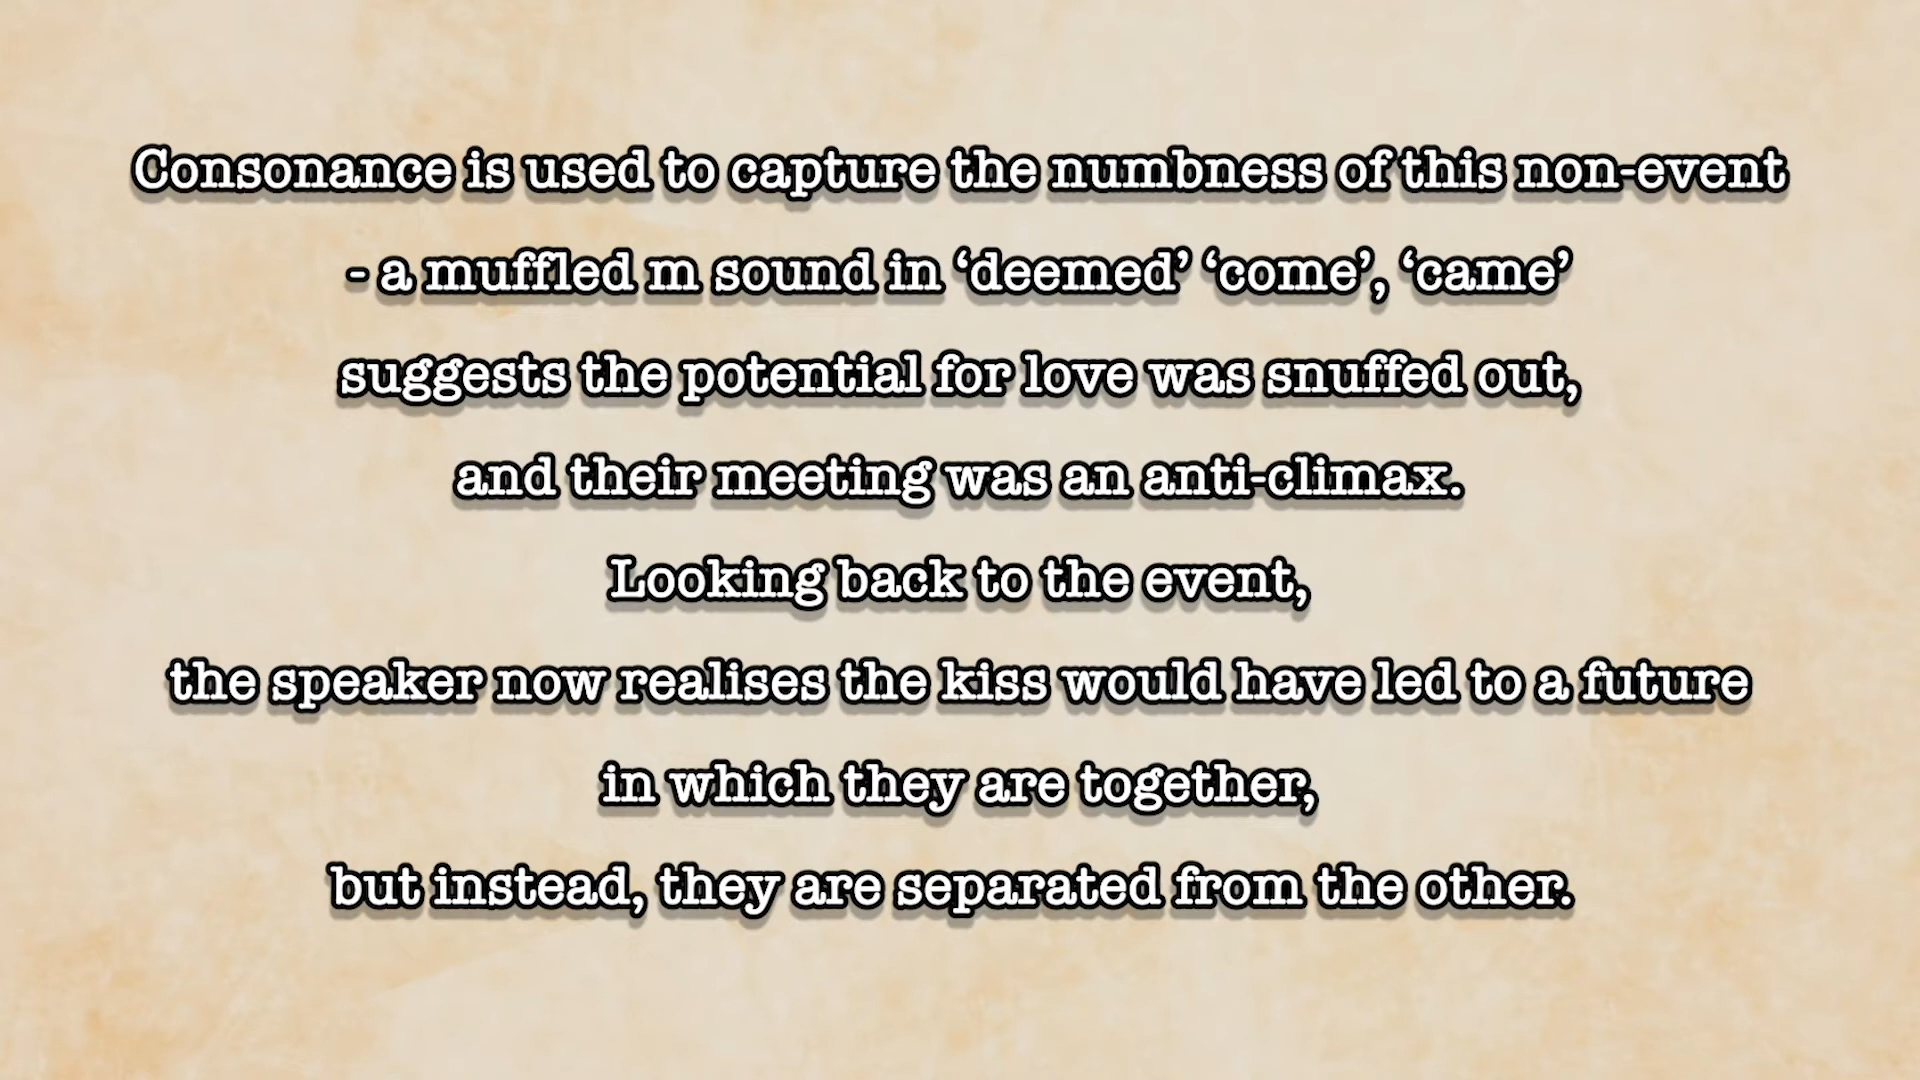 Consonance is used to capture the numbness of this non-event
- a muffled m sound in ‘deemed’ ‘come’, ‘came’
suggests the potential for love was snuffed out,
and their meeting was an anti-climax.
Looking back to the event,
the speaker now realises the kiss would have led to a future
in which they are together,
but instead, they are separated from the other.